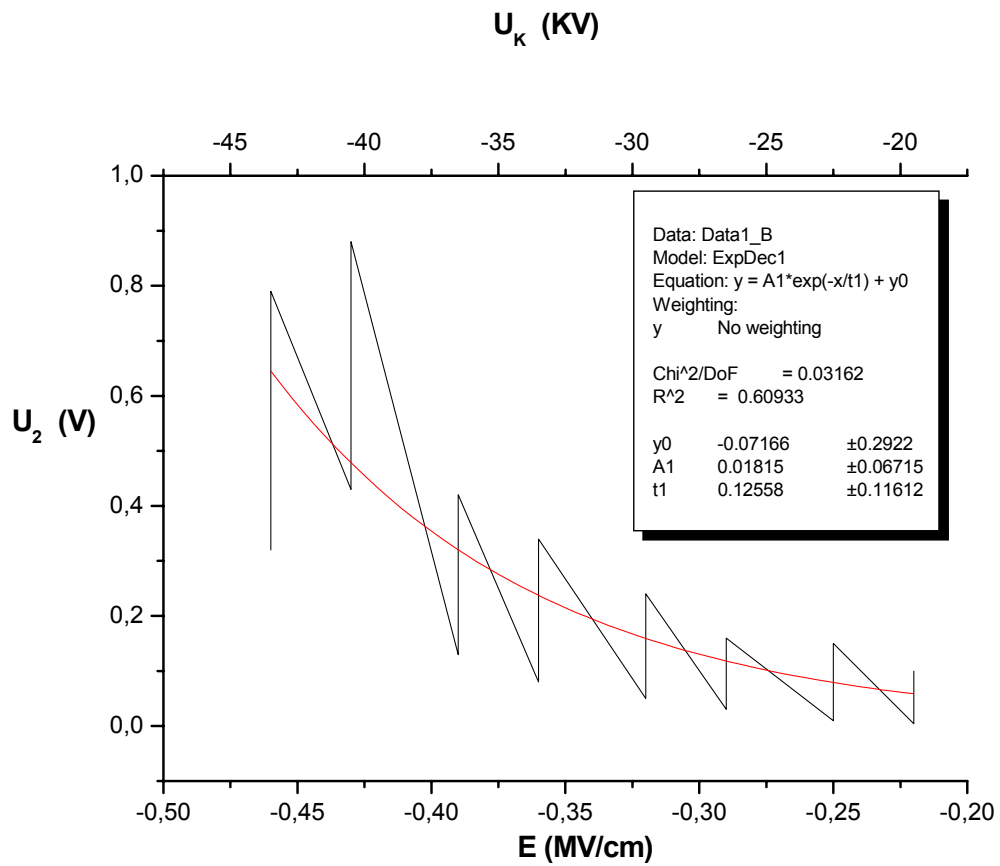 U_K (KV)
-45 -40 -35 -30 -25 -20
1,0
0,8
0,6
0,4
0,2
0,0
U_2 (V)
Data: Data1_B
Model: ExpDec1
Equation: y = A1*exp(-x/t1) + y0
Weighting:
y No weighting
Chi^2/DoF = 0.03162
R^2 = 0.60933
y0 -0.07166 ±0.2922
A1 0.01815 ±0.06715
t1 0.12558 ±0.11612
-0,50 -0,45 -0,40 -0,35 -0,30 -0,25 -0,20
E (MV/cm)